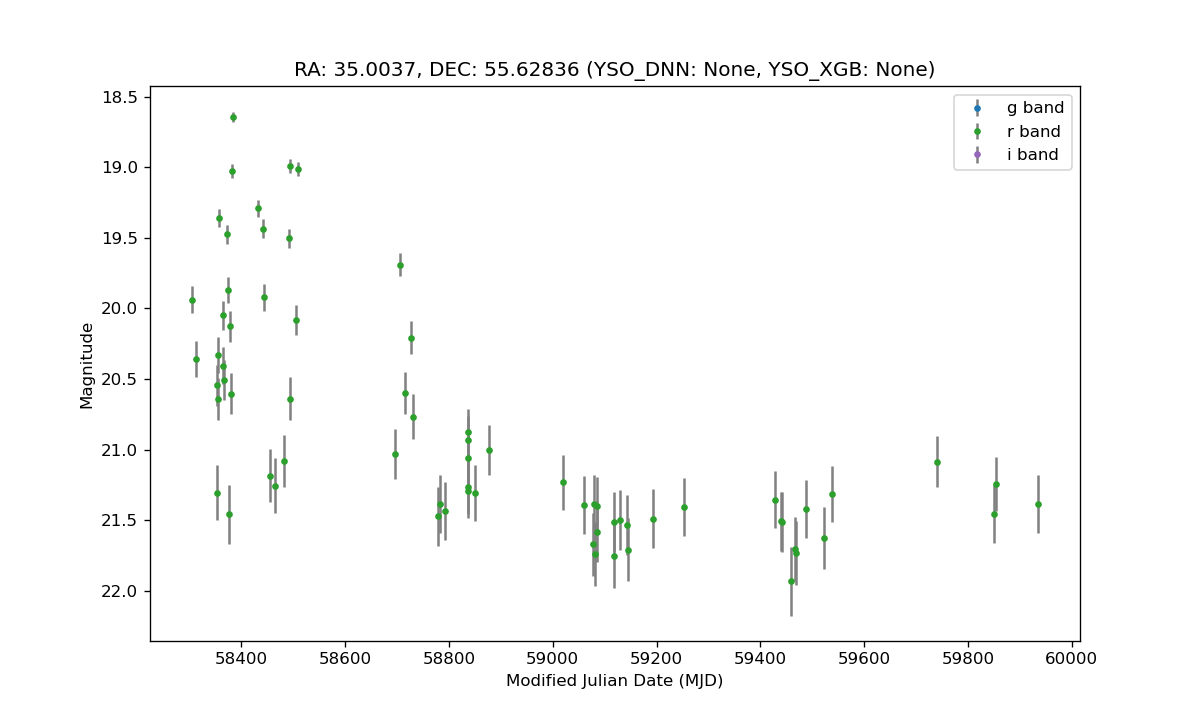 RA: 35.0037, DEC: 55.62836 (YSO_DNN: None, YSO_XGB: None)
g band
r band
i band
18.5
19.0
19.5
20.0
20.5
21.0
21.5
22.0
Magnitude
58400
58600
58800
59000
59200
59400
59600
59800
60000
Modified Julian Date (MJD)